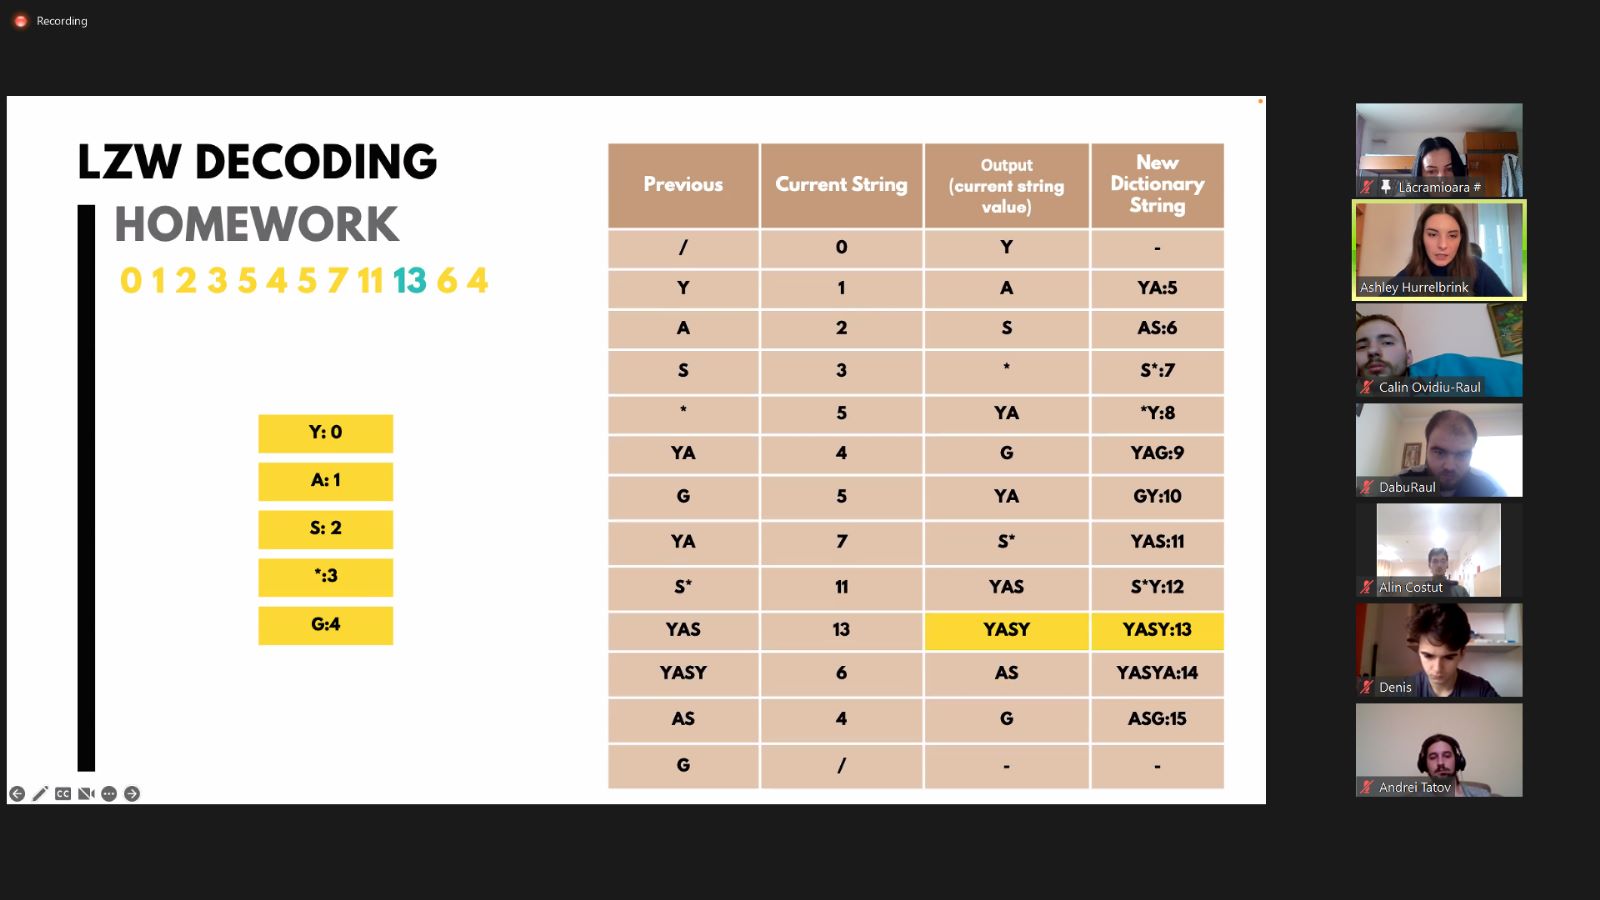 Recording
LZW DECODING
HOMEWORK
0 1 2 3 5 4 5 7 11 13 6 4
Y: 0
A: 1
S: 2
*:3
G:4
Previous Current String Output (current string value) New Dictionary String
/ 0 Y -
Y 1 A YA:5
A 2 S AS:6
S 3 * S*:7
* 5 YA *Y:8
YA 4 G YAG:9
G 5 YA GY:10
YA 7 S* YAS:11
S* 11 YAS S*Y:12
YAS 13 YASY YASY:13
YASY 6 AS YASYA:14
AS 4 G ASG:15
G / - -
CC
Lăcramioara #
Ashley Hurrelbrink
Calin Ovidiu-Raul
DabuRaul
Alin Costut
Denis
Andrei Tatov